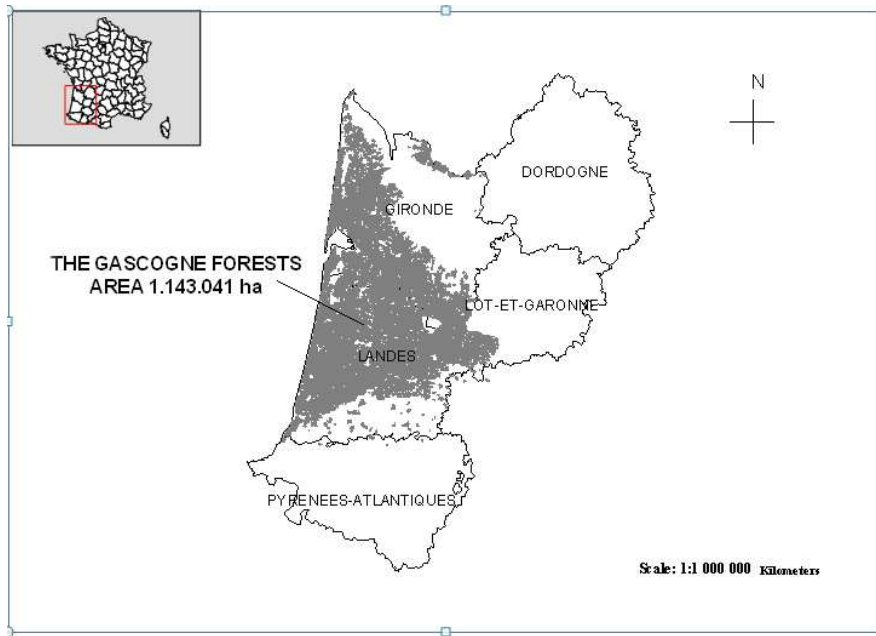 N
DORDOGNE
GIRONDE
THE GASCOGNE FORESTS
AREA 1.143.041 ha
LOT-ET-GARONNE
LANDES
PYRENEES-ATLANTIQUES
Scale: 1:1 000 000 Kilometers